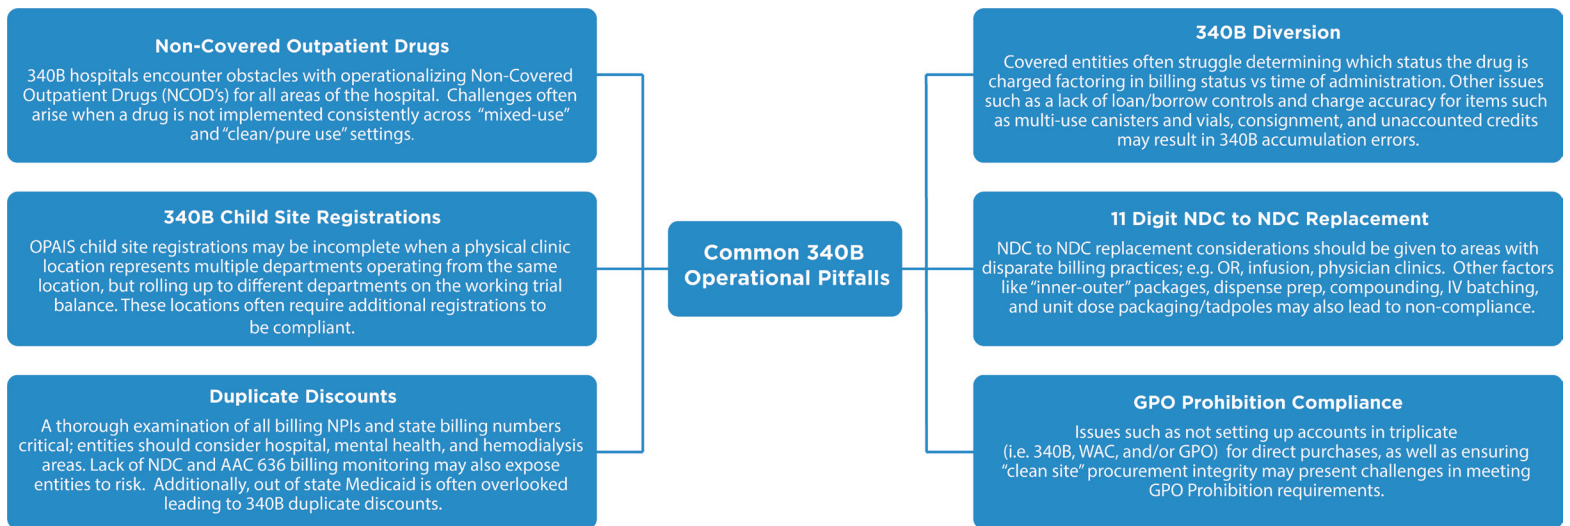 Non-Covered Outpatient Drugs
340B hospitals encounter obstacles with operationalizing Non-Covered
Outpatient Drugs (NCOD's) for all areas of the hospital.  Challenges often
arise when a drug is not implemented consistently across  “mixed-use”
and “clean/pure use” settings.
340B Child Site Registrations
OPAIS child site registrations may be incomplete when a physical clinic
location represents multiple departments operating from the same
location, but rolling up to different departments on the working trial
balance. These locations often require additional registrations to
be compliant.
Duplicate Discounts
A thorough examination of all billing NPIs and state billing numbers
critical; entities should consider hospital, mental health, and hemodialysis
areas. Lack of NDC and AAC 636 billing monitoring may also expose
entities to risk.  Additionally, out of state Medicaid is often overlooked
leading to 340B duplicate discounts.
Common 340B
Operational Pitfalls
340B Diversion
Covered entities often struggle determining which status the drug is
charged factoring in billing status vs time of administration. Other issues
such as a lack of loan/borrow controls and charge accuracy for items such
as multi-use canisters and vials, consignment, and unaccounted credits
may result in 340B accumulation errors.
11 Digit NDC to NDC Replacement
NDC to NDC replacement considerations should be given to areas with
disparate billing practices; e.g. OR, infusion, physician clinics.  Other factors
like “inner-outer” packages, dispense prep, compounding, IV batching,
and unit dose packaging/tadpoles may also lead to non-compliance.
GPO Prohibition Compliance
Issues such as not setting up accounts in triplicate
(i.e. 340B, WAC, and/or GPO)  for direct purchases, as well as ensuring
“clean site” procurement integrity may present challenges in meeting
GPO Prohibition requirements.